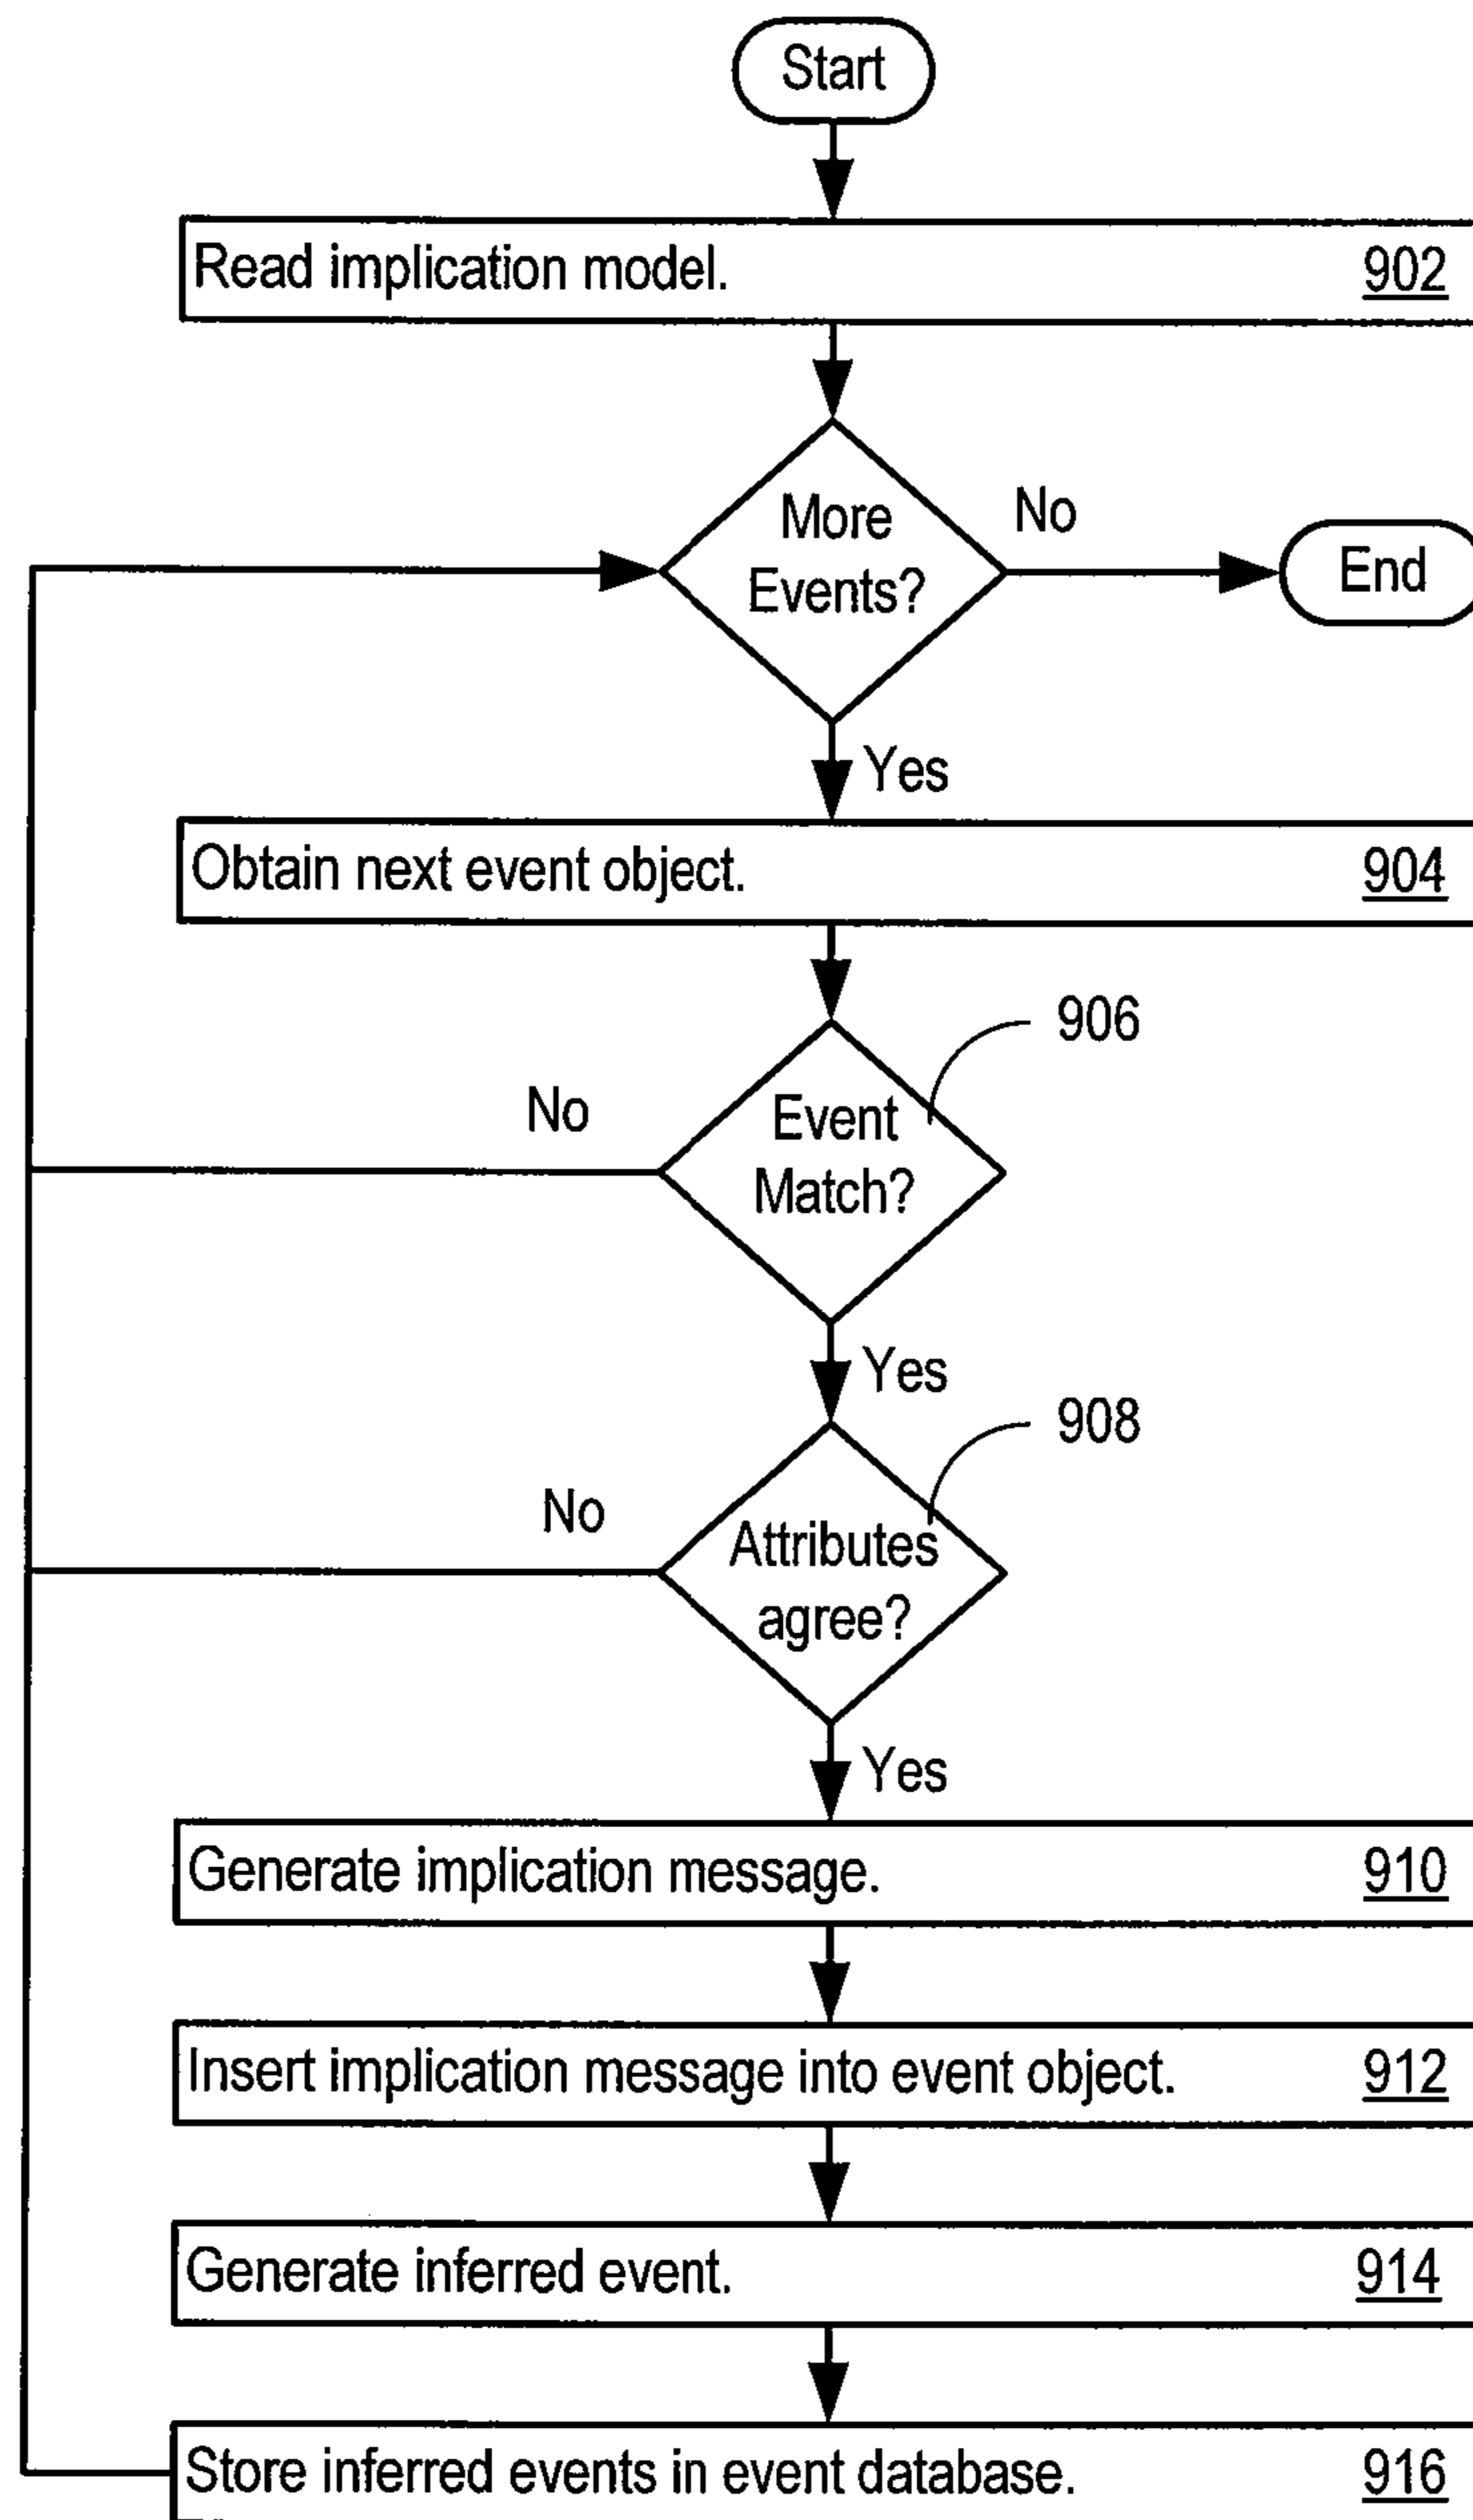 Start
Read implication model. 902
More
Events?
No
End
Yes
Obtain next event object. 904
906
No
Event
Match?
Yes
908
No
Attributes
agree?
Yes
Generate implication message. 910
Insert implication message into event object. 912
Generate inferred event. 914
Store inferred events in event database. 916